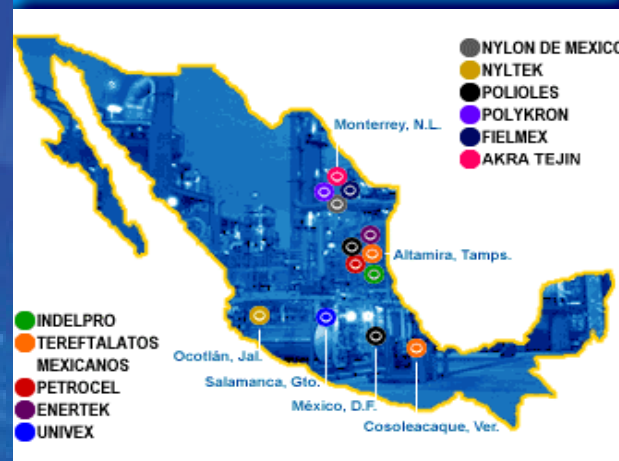 NYLON DE MEXICO
NYLTEK
POLIOLES
POLYKRON
FIELMEX
AKRA TEJIN
Monterrey, N.L.
Altamira, Tamps.
INDELPRO
TEREFTALATOS
MEXICANOS
PETROCEL
ENERTEK
UNIVEX
Ocotlán, Jal.
Salamanca, Gto.
México, D.F.
Cosoleacaque, Ver.